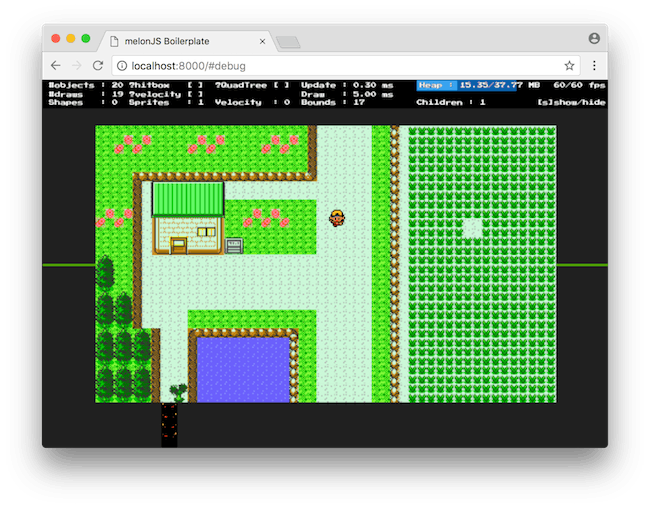 melonJS Boilerplate
localhost:8000/#debug
#objects : 20 ?hitbox [ ] ?QuadTree [ ] Update : 0.30 ms Heap : 15.35/37.77 MB 60/60 fps
#draws : 19 ?velocity [ ] Draw : 5.00 ms
Shapes : 0 Sprites : 1 Velocity : 0 Bounds : 17 Children : 1 [s]show/hide